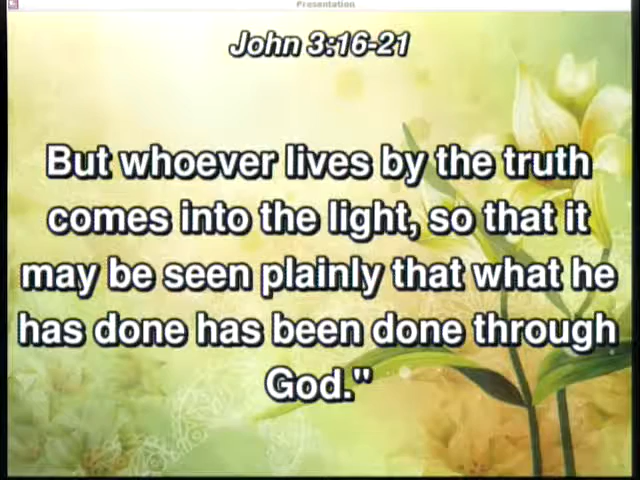 Presentation
John 3:16-21
But whoever lives by the truth
comes into the light, so that it
may be seen plainly that what he
has done has been done through
God."